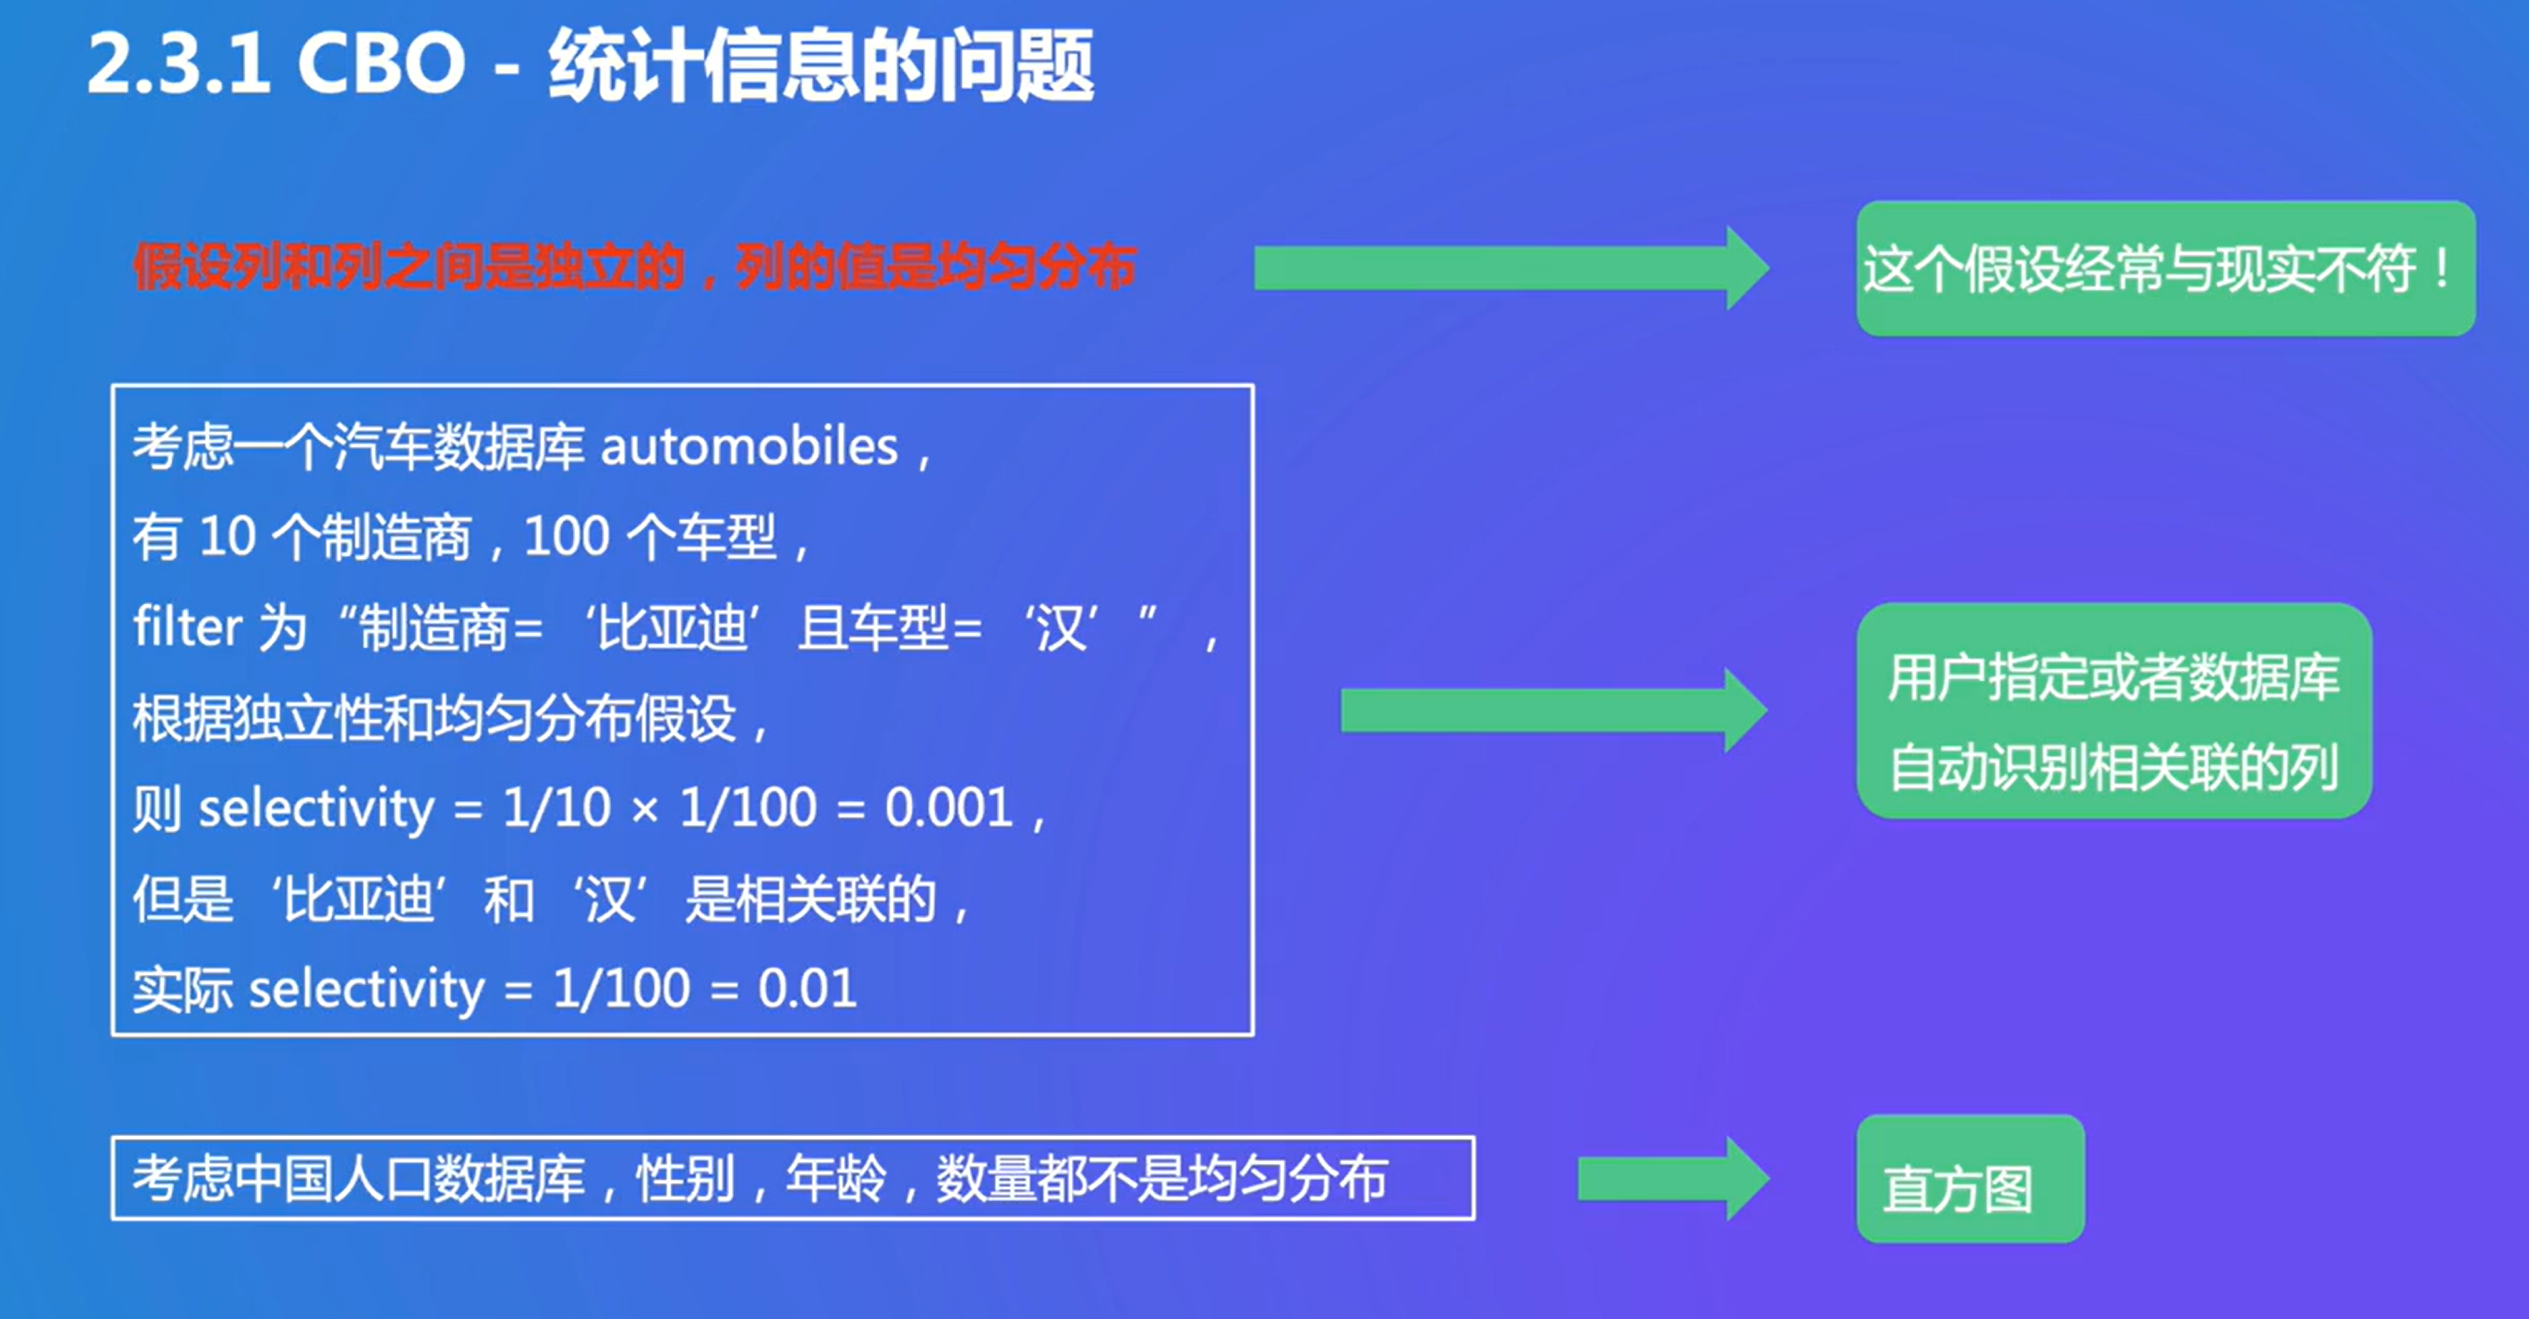 2.3.1 CBO - 统计信息的问题
假设列和列之间是独立的，列的值是均匀分布
这个假设经常与现实不符！
考虑一个汽车数据库 automobiles，
有 10 个制造商，100 个车型，
filter 为“制造商=‘比亚迪’且车型=‘汉’”，
根据独立性和均匀分布假设，
则 selectivity = 1/10 × 1/100 = 0.001，
但是‘比亚迪’和‘汉’是相关联的，
实际 selectivity = 1/100 = 0.01
用户指定或者数据库
自动识别相关联的列
考虑中国人口数据库，性别，年龄，数量都不是均匀分布
直方图